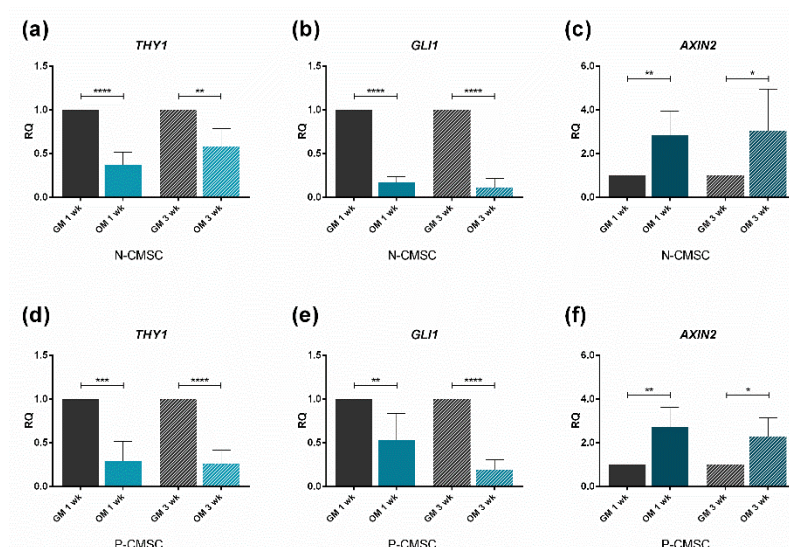 (a)
THY1
1.5
1.0
0.5
0.0
RQ
****
**
GM 1 wk
OM 1 wk
GM 3 wk
OM 3 wk
N-CMSC
(b)
GLI1
1.5
1.0
0.5
0.0
RQ
****
****
GM 1 wk
OM 1 wk
GM 3 wk
OM 3 wk
N-CMSC
(c)
AXIN2
6.0
4.0
2.0
0.0
RQ
**
*
GM 1 wk
OM 1 wk
GM 3 wk
OM 3 wk
N-CMSC
(d)
THY1
1.5
1.0
0.5
0.0
RQ
***
****
GM 1 wk
OM 1 wk
GM 3 wk
OM 3 wk
P-CMSC
(e)
GLI1
1.5
1.0
0.5
0.0
RQ
**
****
GM 1 wk
OM 1 wk
GM 3 wk
OM 3 wk
P-CMSC
(f)
AXIN2
6.0
4.0
2.0
0.0
RQ
**
*
GM 1 wk
OM 1 wk
GM 3 wk
OM 3 wk
P-CMSC